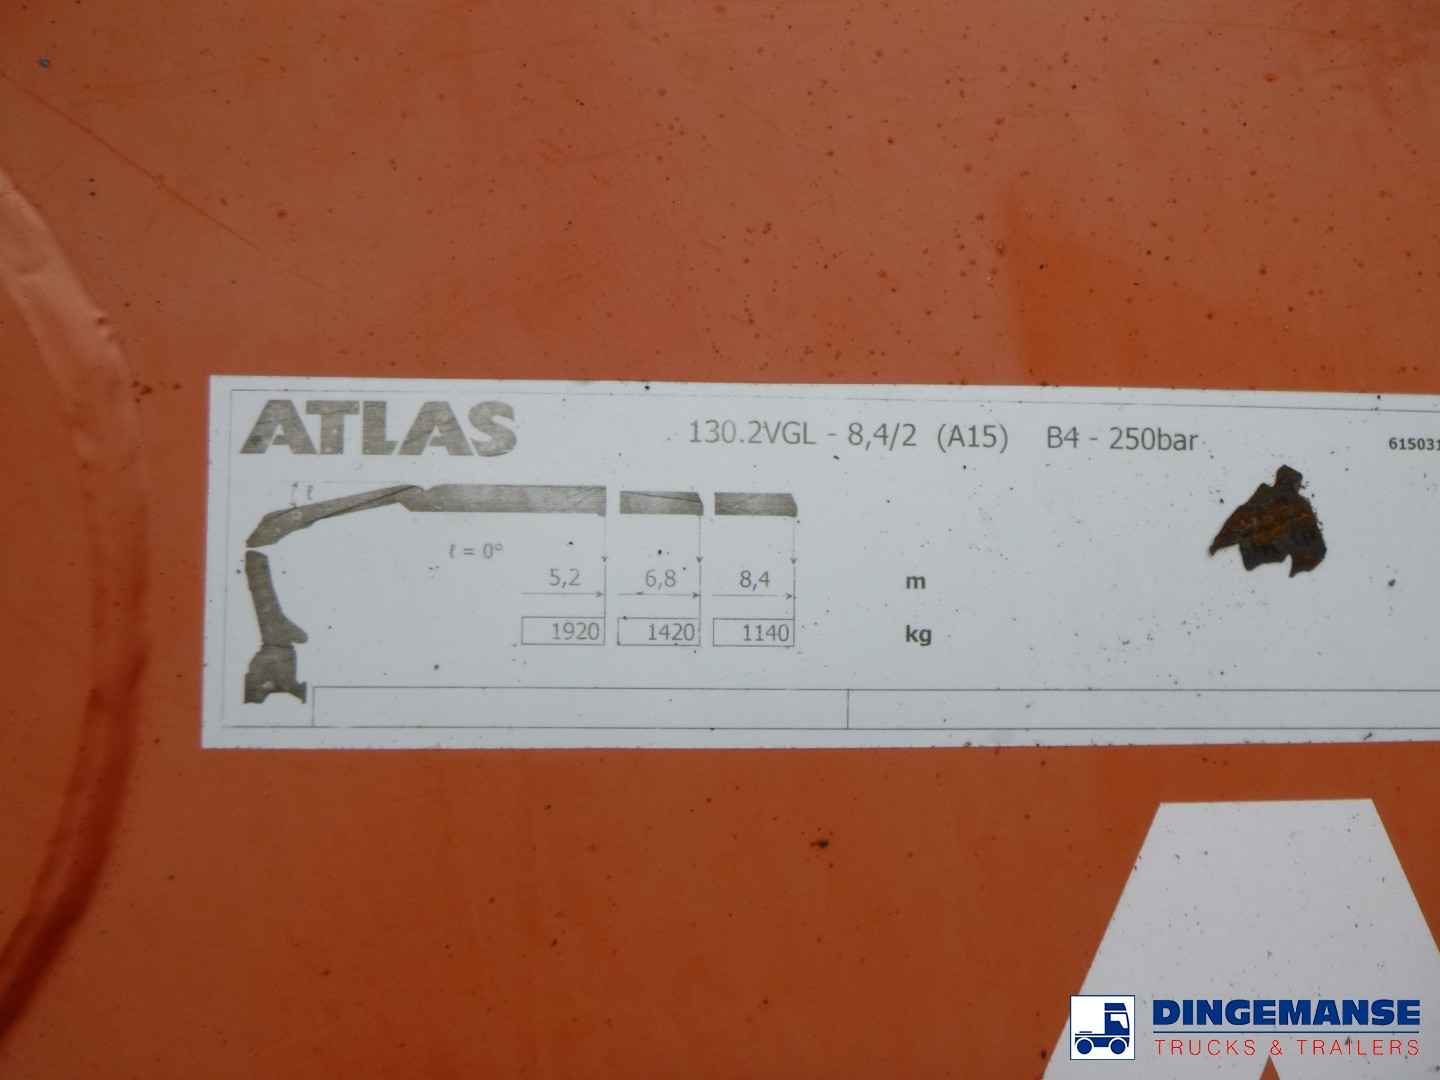 ATLAS
130.2VGL - 8,4/2 (A15) B4 - 250bar
ℓ
ℓ = 0°
5,2 6,8 8,4 m
1920 1420 1140 kg
DINGEMANSE
TRUCKS & TRAILERS